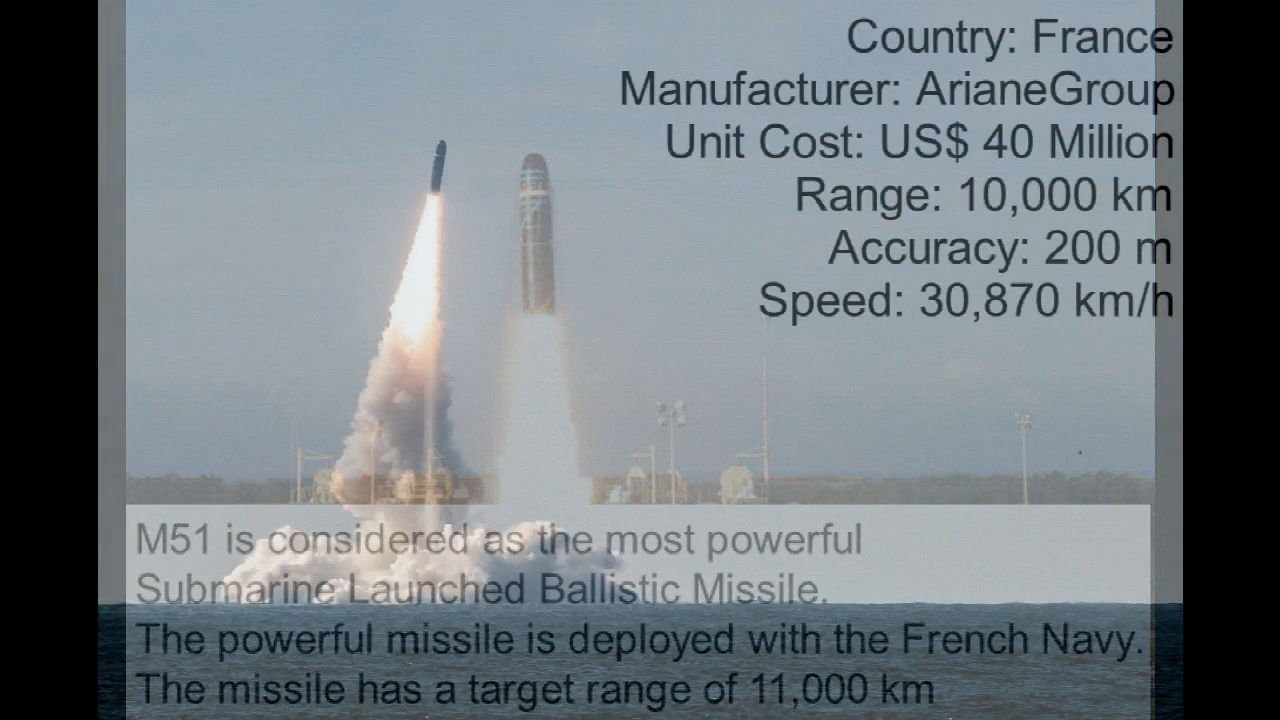 Country: France
Manufacturer: ArianeGroup
Unit Cost: US$ 40 Million
Range: 10,000 km
Accuracy: 200 m
Speed: 30,870 km/h
M51 is considered as the most powerful
Submarine Launched Ballistic Missile.
The powerful missile is deployed with the French Navy.
The missile has a target range of 11,000 km